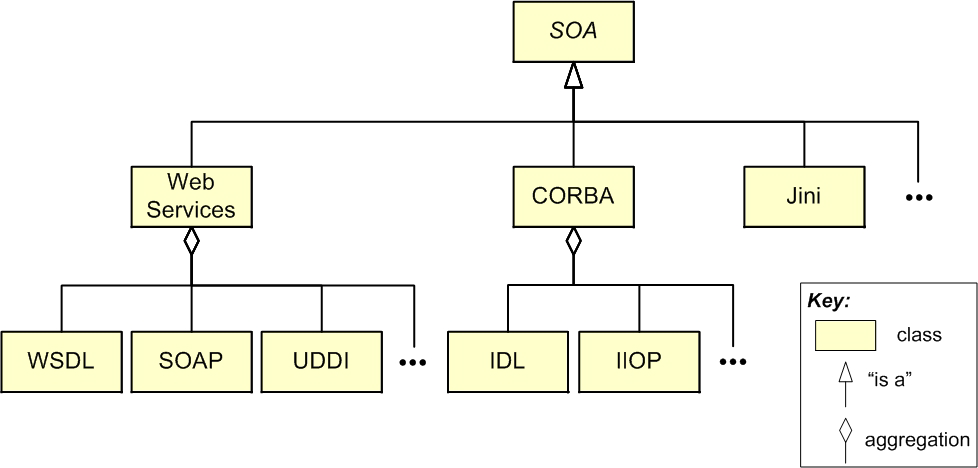 SOA
Web
Services
CORBA
Jini
•••
WSDL
SOAP
UDDI
•••
IDL
IIOP
•••
Key:
class
“is a”
aggregation